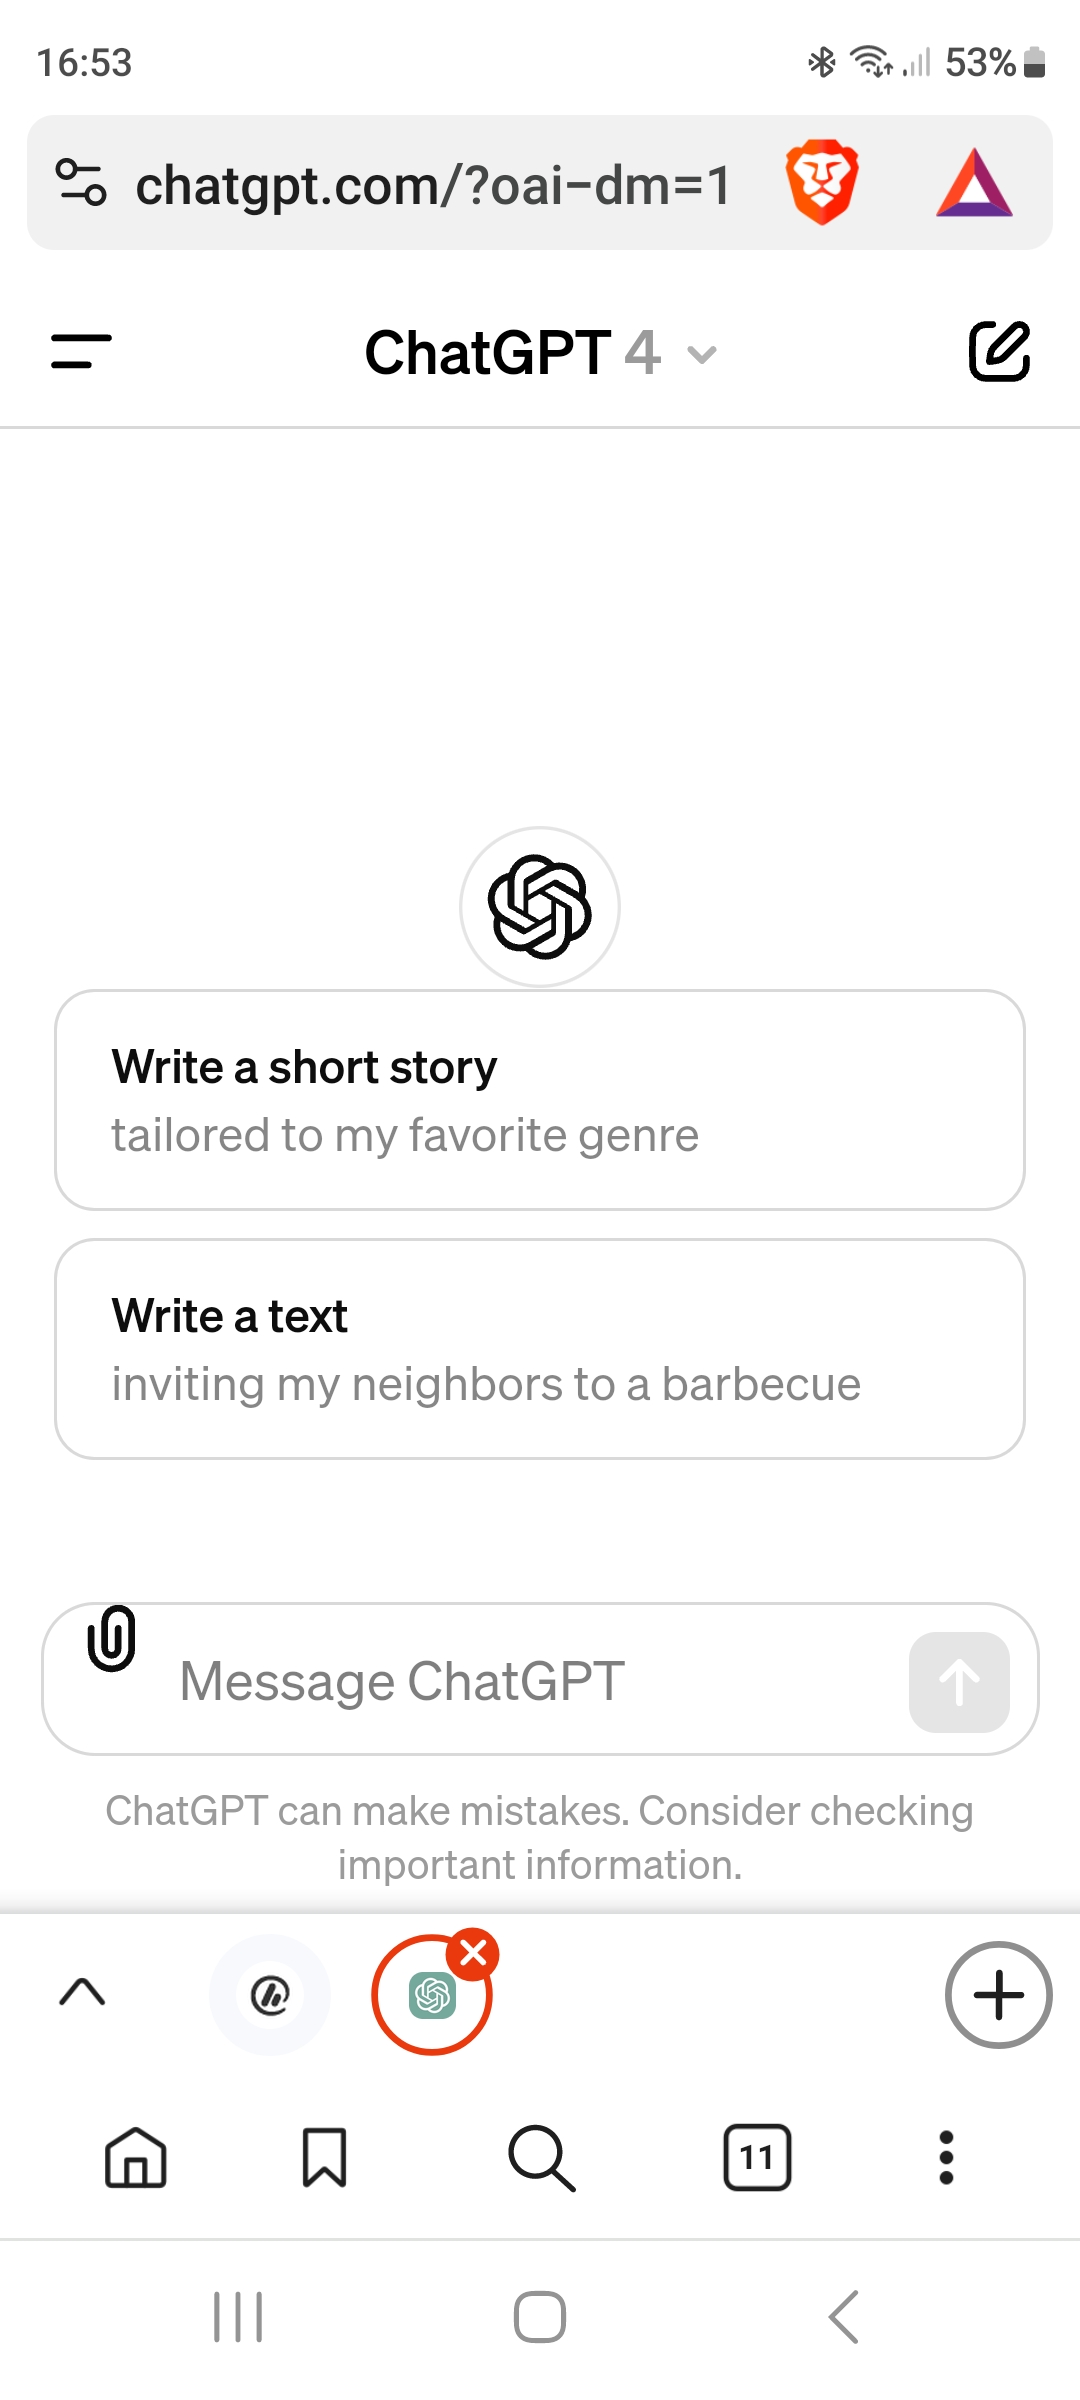 16:53
53%
chatgpt.com/?oai-dm=1
ChatGPT 4
Write a short story
tailored to my favorite genre
Write a text
inviting my neighbors to a barbecue
Message ChatGPT
ChatGPT can make mistakes. Consider checking
important information.
11